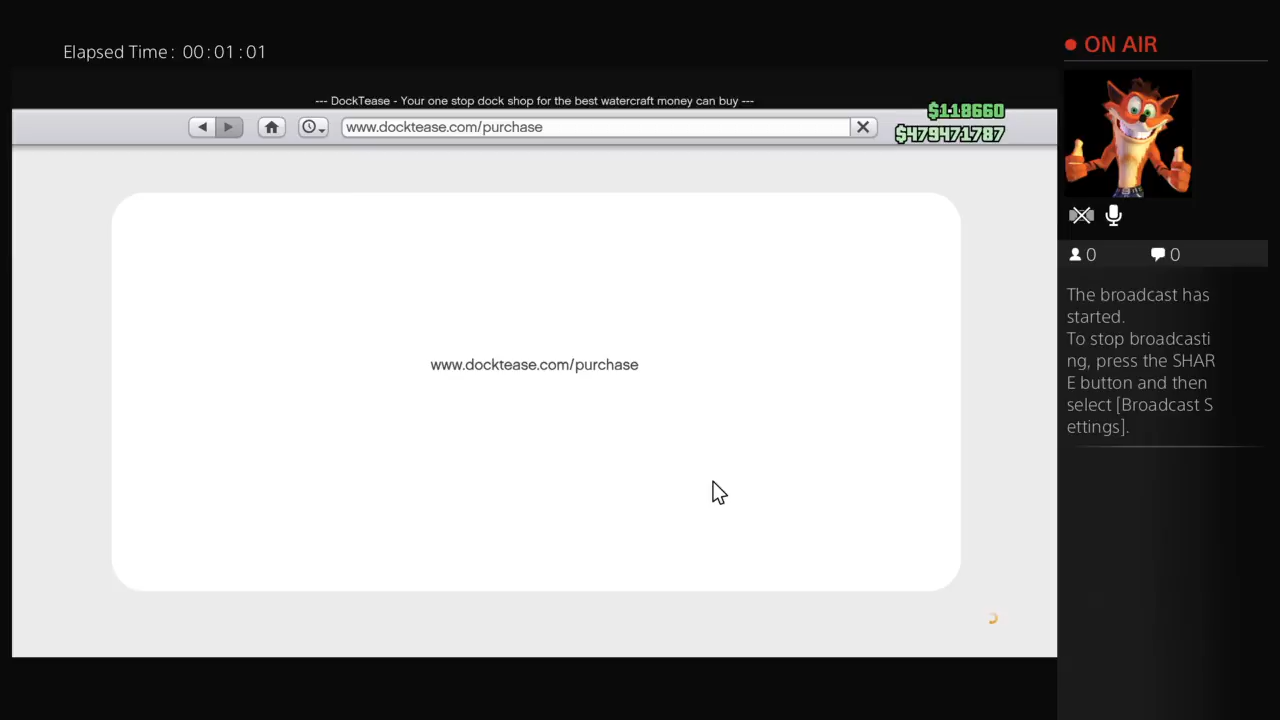 Elapsed Time: 00:01:01
ON AIR
--- DockTease - Your one stop dock shop for the best watercraft money can buy ---
$118660
www.docktease.com/purchase
$479471787
0 0
The broadcast has
started.
To stop broadcasti
ng, press the SHAR
E button and then
select [Broadcast S
ettings].
www.docktease.com/purchase